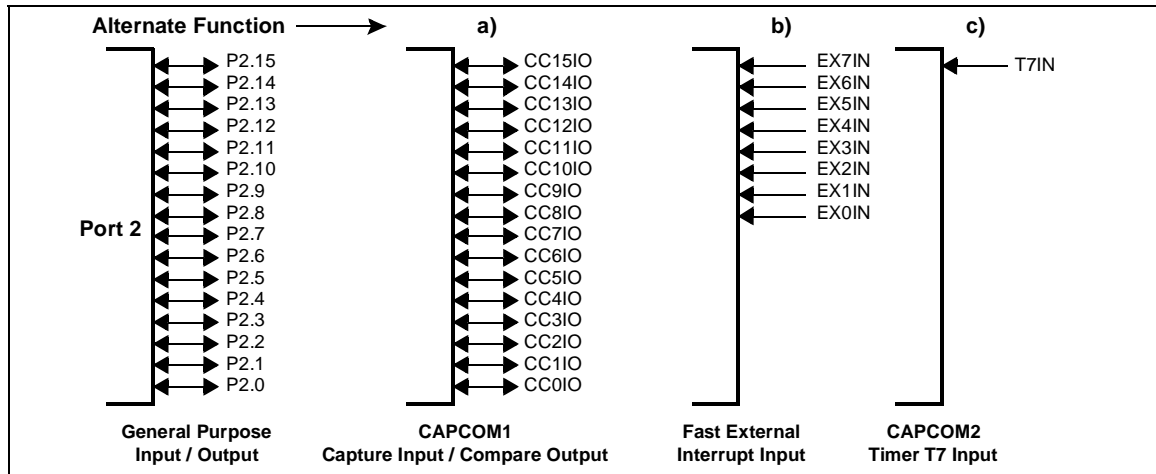 Alternate Function a) b) c)
P2.15 CC15IO EX7IN T7IN
P2.14 CC14IO EX6IN
P2.13 CC13IO EX5IN
P2.12 CC12IO EX4IN
P2.11 CC11IO EX3IN
P2.10 CC10IO EX2IN
P2.9 CC9IO EX1IN
P2.8 CC8IO EX0IN
Port 2
P2.7 CC7IO
P2.6 CC6IO
P2.5 CC5IO
P2.4 CC4IO
P2.3 CC3IO
P2.2 CC2IO
P2.1 CC1IO
P2.0 CC0IO
General Purpose CAPCOM1 Fast External CAPCOM2
Input / Output Capture Input / Compare Output Interrupt Input Timer T7 Input